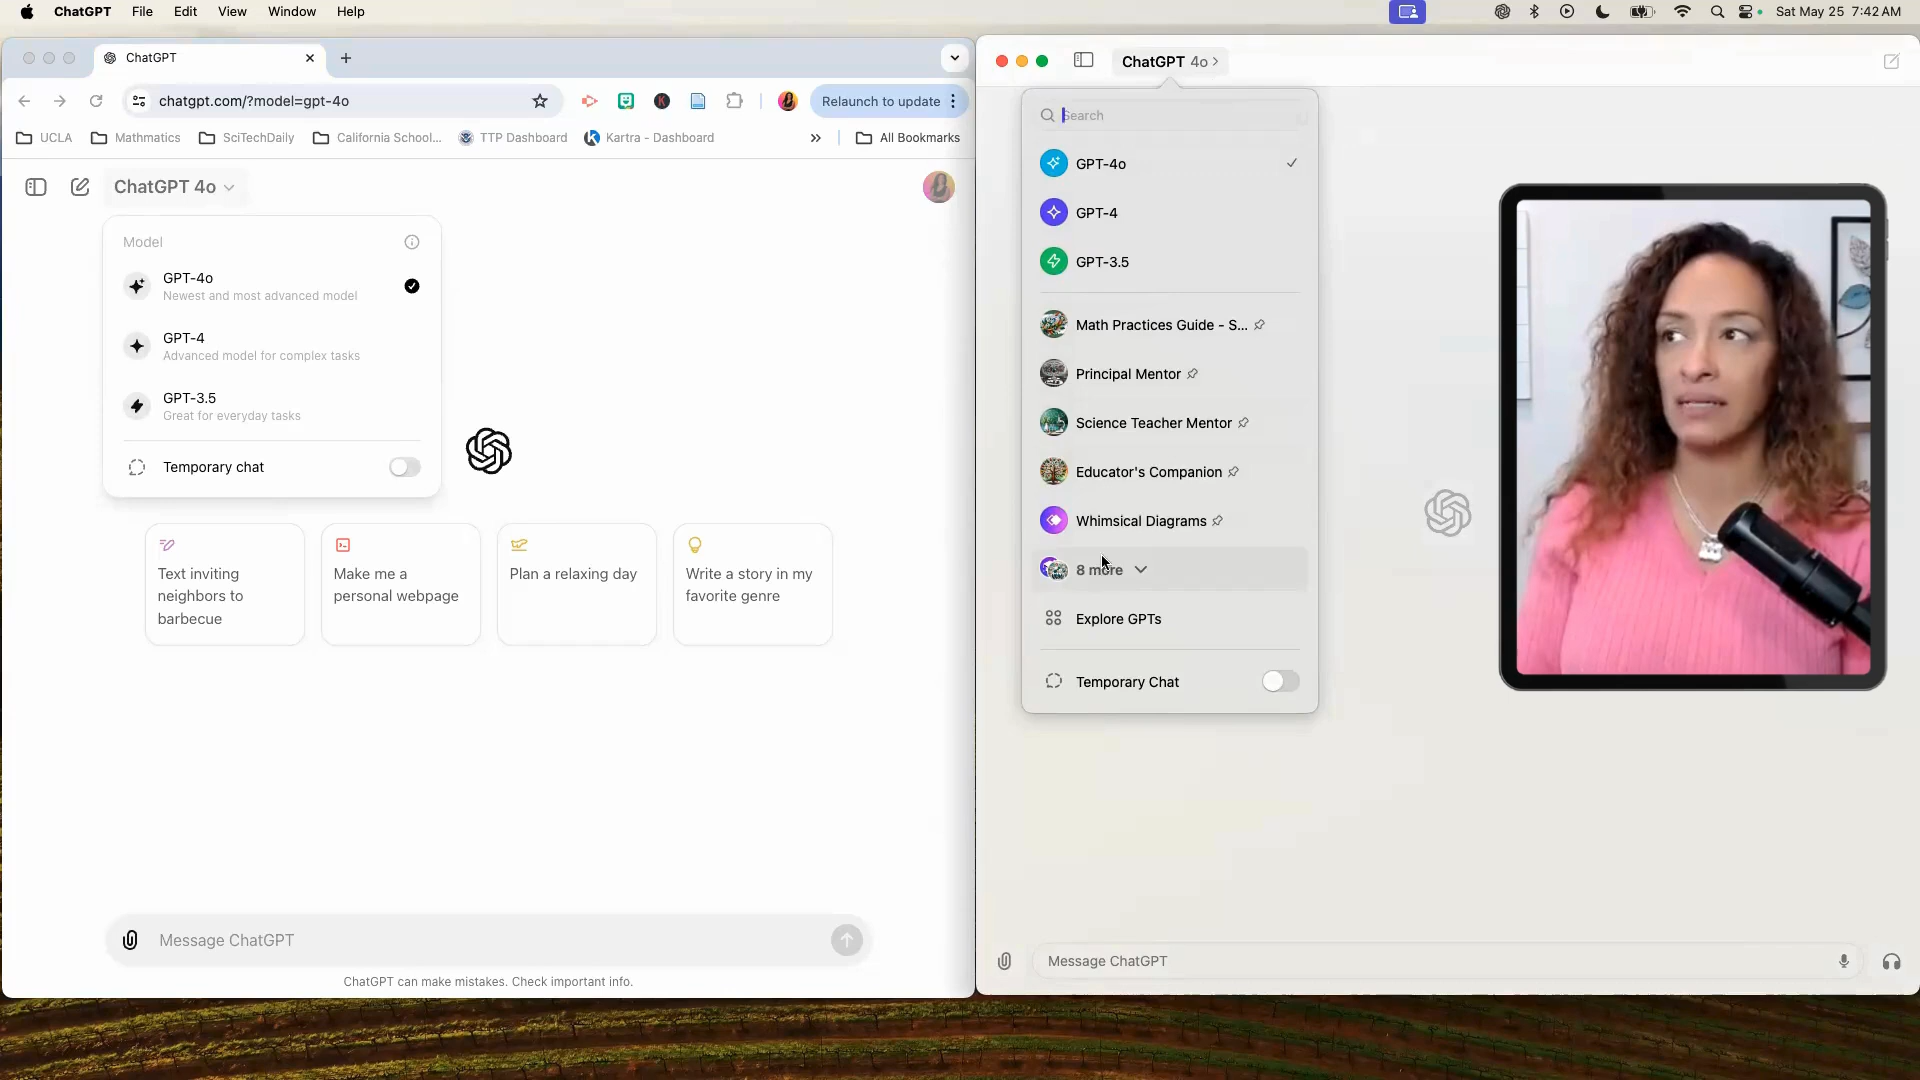 ChatGPT File Edit View Window Help
Sat May 25 7:42 AM
ChatGPT
chatgpt.com/?model=gpt-4o
Relaunch to update
UCLA Mathmatics SciTechDaily California School... TTP Dashboard Kartra - Dashboard » All Bookmarks
ChatGPT 4o
Model
GPT-4o
Newest and most advanced model
GPT-4
Advanced model for complex tasks
GPT-3.5
Great for everyday tasks
Temporary chat
Text inviting
neighbors to
barbecue
Make me a
personal webpage
Plan a relaxing day
Write a story in my
favorite genre
Message ChatGPT
ChatGPT can make mistakes. Check important info.
ChatGPT 4o >
Search
GPT-4o
GPT-4
GPT-3.5
Math Practices Guide - S...
Principal Mentor
Science Teacher Mentor
Educator's Companion
Whimsical Diagrams
8 more
Explore GPTs
Temporary Chat
Message ChatGPT